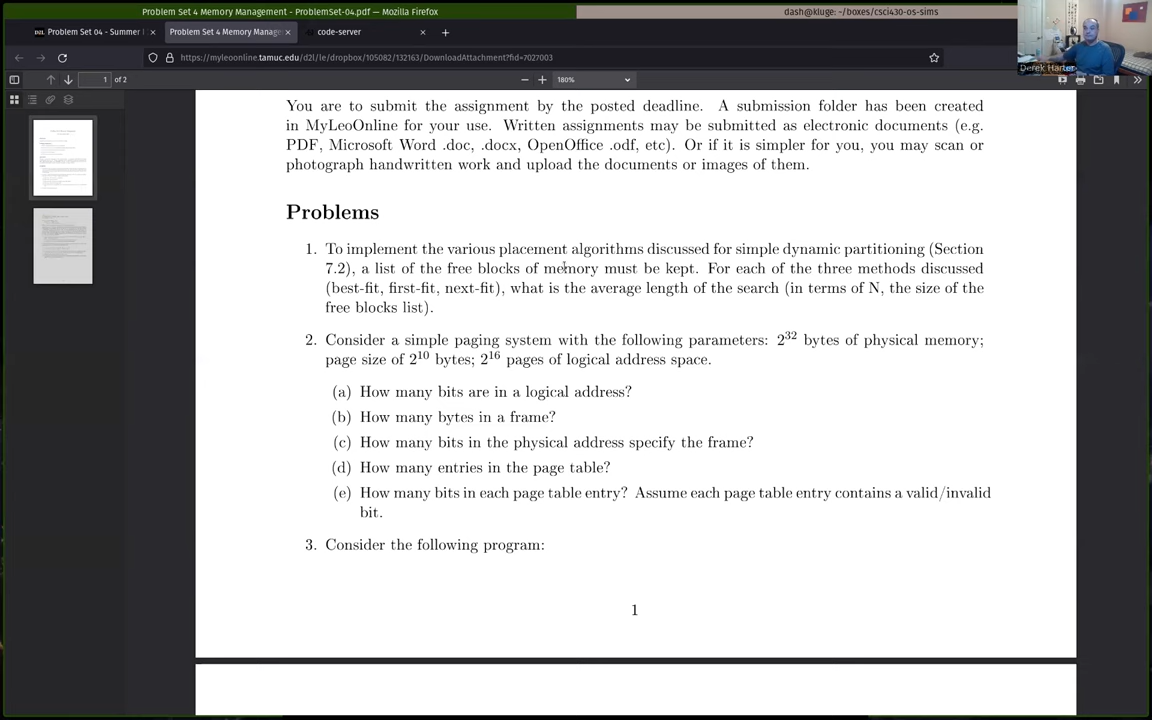 Problem Set 4 Memory Management - ProblemSet-04.pdf — Mozilla Firefox
dash@kluge: ~/boxes/csci430-os-sims
Problem Set 04 - Summer
Problem Set 4 Memory Manage
code-server
https://myleoonline.tamuc.edu/d2l/le/dropbox/105082/132163/DownloadAttachment?fid=7027003
Derek Harter
1 of 2
180%
You are to submit the assignment by the posted deadline. A submission folder has been created
in MyLeoOnline for your use. Written assignments may be submitted as electronic documents (e.g.
PDF, Microsoft Word .doc, .docx, OpenOffice .odf, etc). Or if it is simpler for you, you may scan or
photograph handwritten work and upload the documents or images of them.
Problems
1. To implement the various placement algorithms discussed for simple dynamic partitioning (Section
7.2), a list of the free blocks of memory must be kept. For each of the three methods discussed
(best-fit, first-fit, next-fit), what is the average length of the search (in terms of N, the size of the
free blocks list).
2. Consider a simple paging system with the following parameters: 2³² bytes of physical memory;
page size of 2¹⁰ bytes; 2¹⁶ pages of logical address space.
(a) How many bits are in a logical address?
(b) How many bytes in a frame?
(c) How many bits in the physical address specify the frame?
(d) How many entries in the page table?
(e) How many bits in each page table entry? Assume each page table entry contains a valid/invalid
bit.
3. Consider the following program:
1